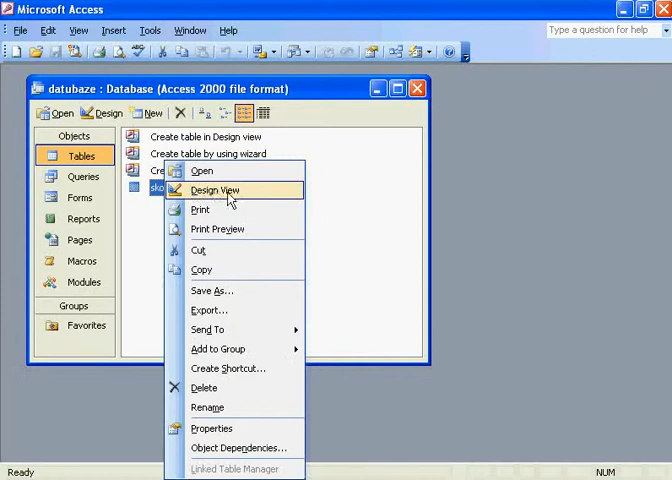 Microsoft Access
File Edit View Insert Tools Window Help
Type a question for help
datubaze : Database (Access 2000 file format)
Open Design New
Objects
Tables
Queries
Forms
Reports
Pages
Macros
Modules
Groups
Favorites
Create table in Design view
Create table by using wizard
Cre
sko
Open
Design View
Print
Print Preview
Cut
Copy
Save As...
Export...
Send To
Add to Group
Create Shortcut...
Delete
Rename
Properties
Object Dependencies...
Linked Table Manager
Ready
NUM